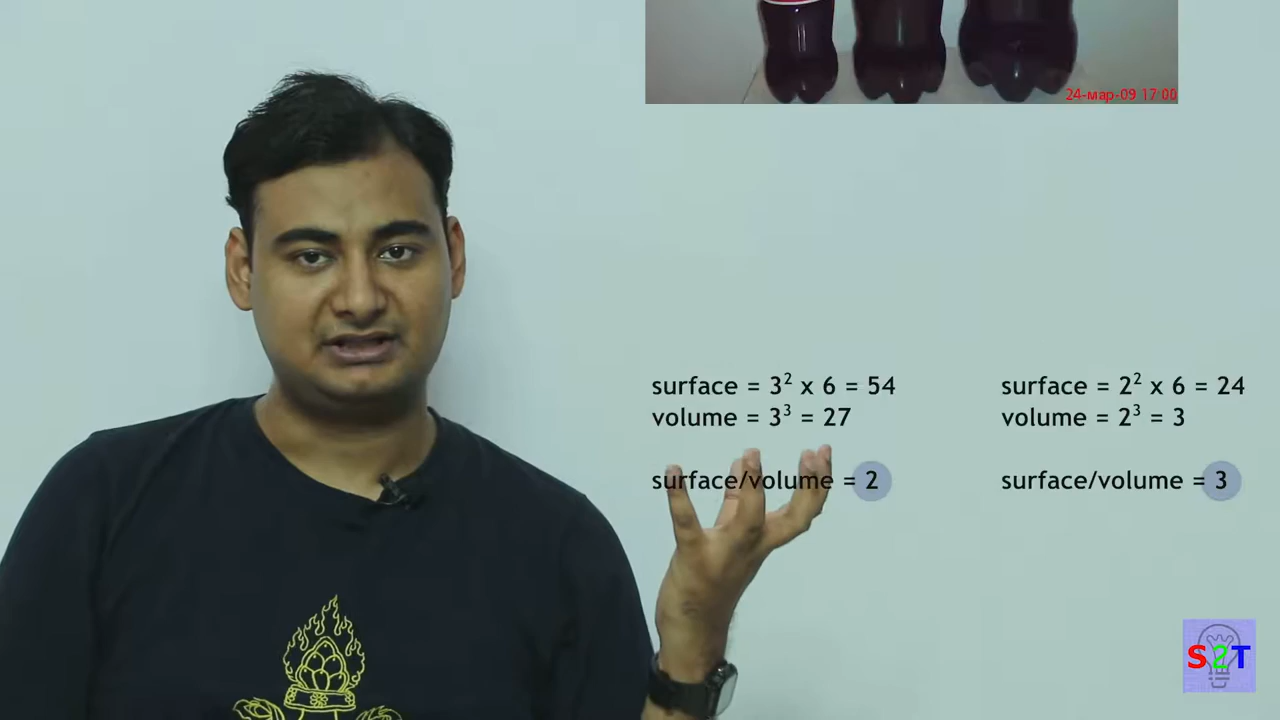 24-мар-09 17:00
surface = 3² x 6 = 54
volume = 3³ = 27
surface/volume = 2
surface = 2² x 6 = 24
volume = 2³ = 3
surface/volume = 3
S2T